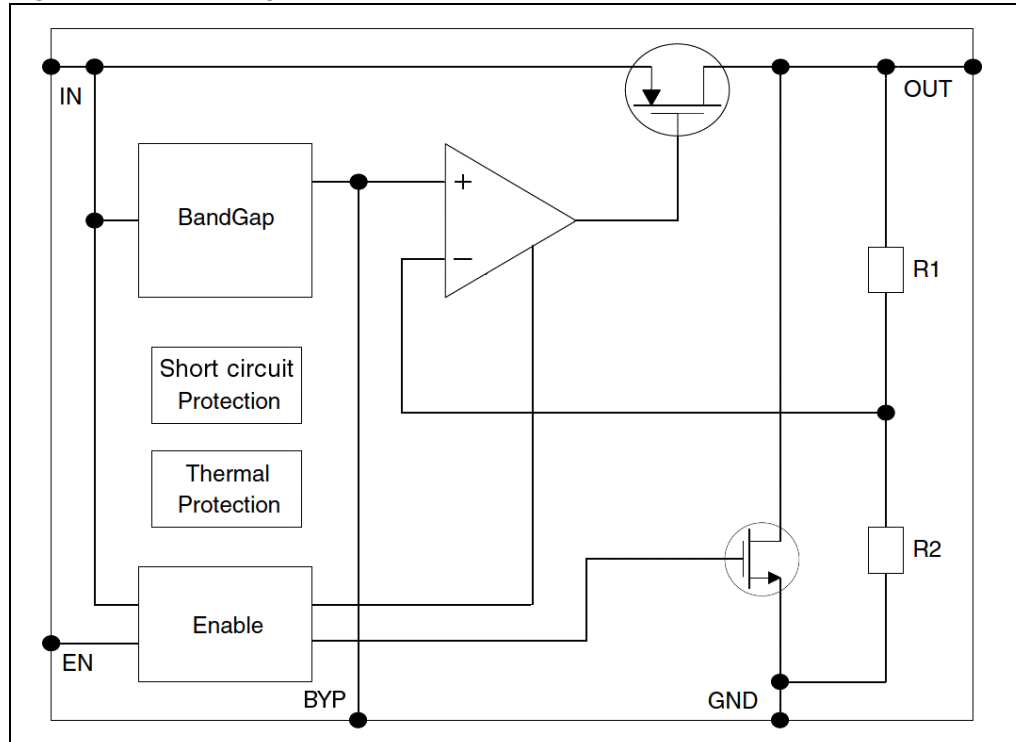 IN
OUT
BandGap
+
−
R1
Short circuit
Protection
Thermal
Protection
R2
Enable
EN
BYP
GND